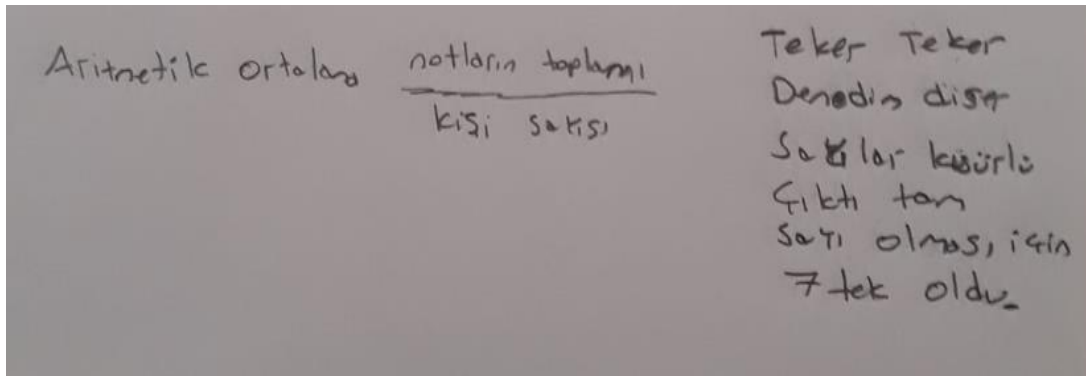 Aritmetik ortalama notların toplamı
kişi sayısı
Teker Teker
Denedim diğer
Sayılar küsürlü
Çıktı tam
sayı olması için
7 tek oldu.